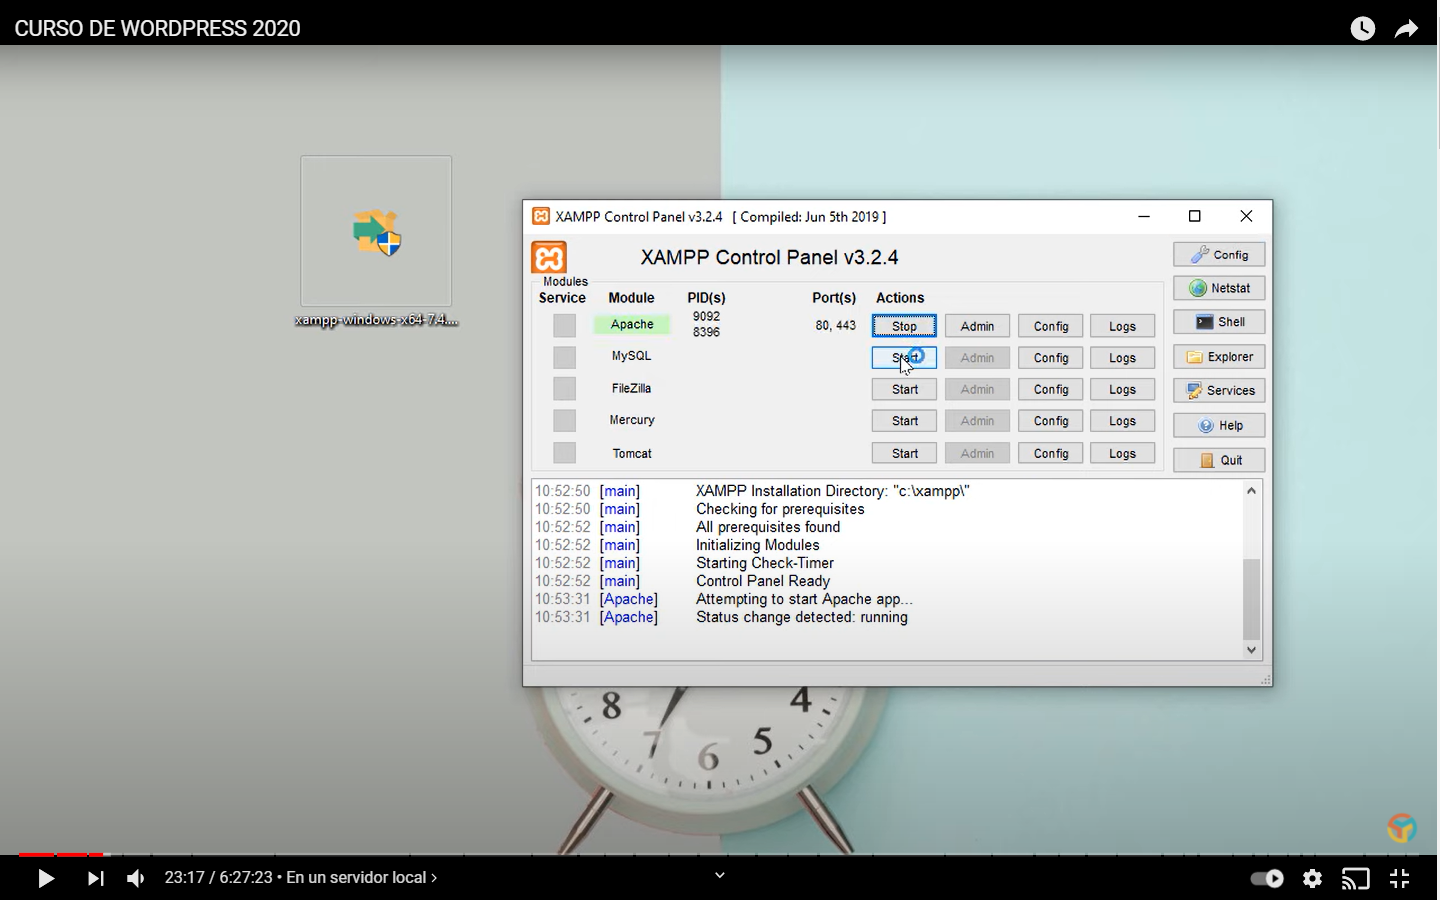 CURSO DE WORDPRESS 2020
xampp-windows-x64-7.4....
XAMPP Control Panel v3.2.4 [ Compiled: Jun 5th 2019 ]
XAMPP Control Panel v3.2.4
Config
Modules
Service Module PID(s) Port(s) Actions
Netstat
Apache 9092 8396 80, 443 Stop Admin Config Logs
Shell
MySQL Start Admin Config Logs
Explorer
FileZilla Start Admin Config Logs
Services
Mercury Start Admin Config Logs
Help
Tomcat Start Admin Config Logs
Quit
10:52:50 [main] XAMPP Installation Directory: "c:\xampp\"
10:52:50 [main] Checking for prerequisites
10:52:52 [main] All prerequisites found
10:52:52 [main] Initializing Modules
10:52:52 [main] Starting Check-Timer
10:52:52 [main] Control Panel Ready
10:53:31 [Apache] Attempting to start Apache app...
10:53:31 [Apache] Status change detected: running
8 7 6 5 4
23:17 / 6:27:23 • En un servidor local ›